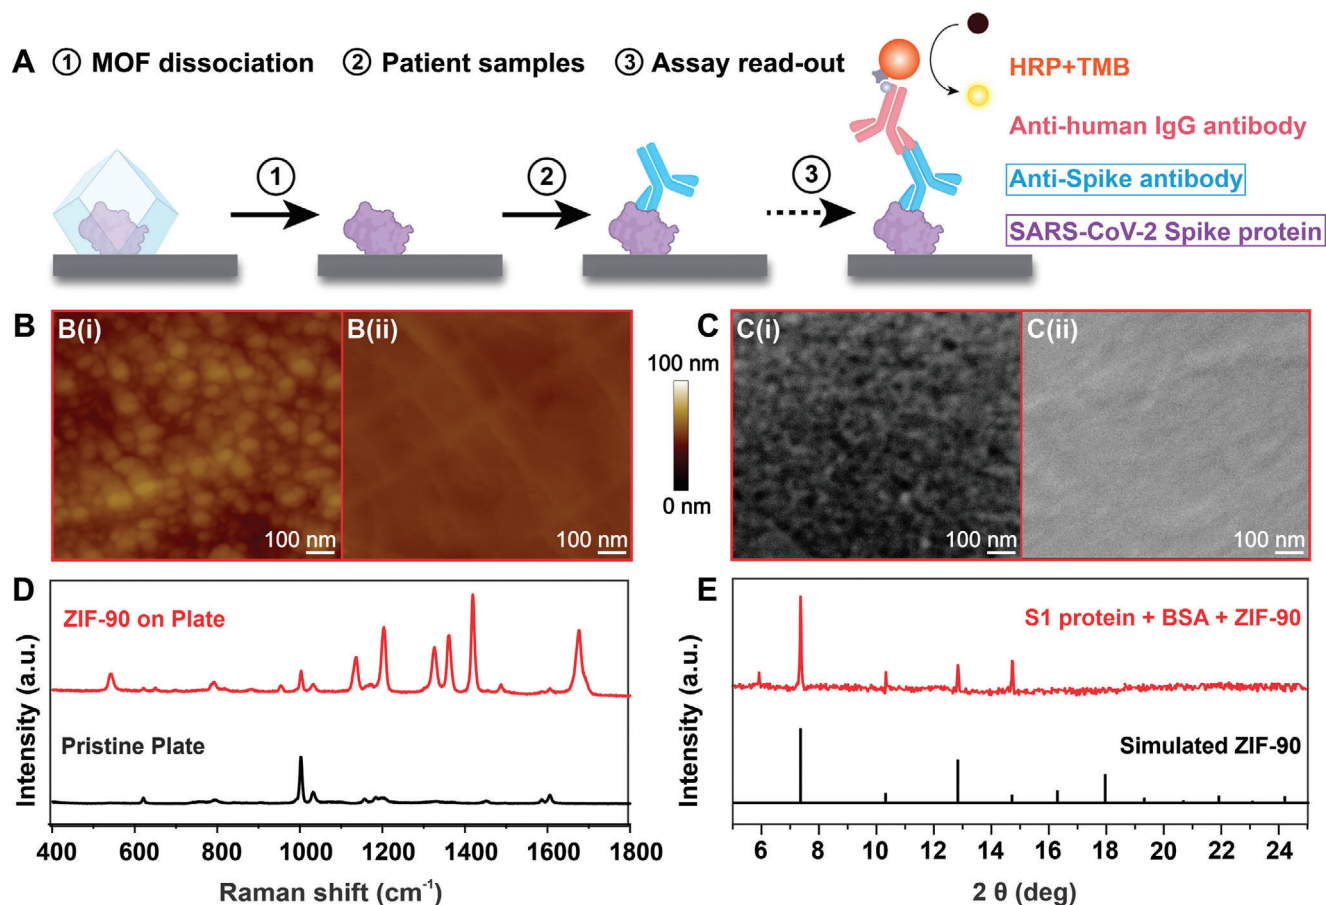 A ① MOF dissociation ② Patient samples ③ Assay read-out
HRP+TMB
Anti-human IgG antibody
Anti-Spike antibody
SARS-CoV-2 Spike protein
① ② ③
B B(i) B(ii)
100 nm
0 nm
100 nm 100 nm
C C(i) C(ii)
100 nm 100 nm
D
ZIF-90 on Plate
Pristine Plate
Intensity (a.u.)
400 600 800 1000 1200 1400 1600 1800
Raman shift (cm⁻¹)
E
S1 protein + BSA + ZIF-90
Simulated ZIF-90
Intensity (a.u.)
6 8 10 12 14 16 18 20 22 24
2 θ (deg)